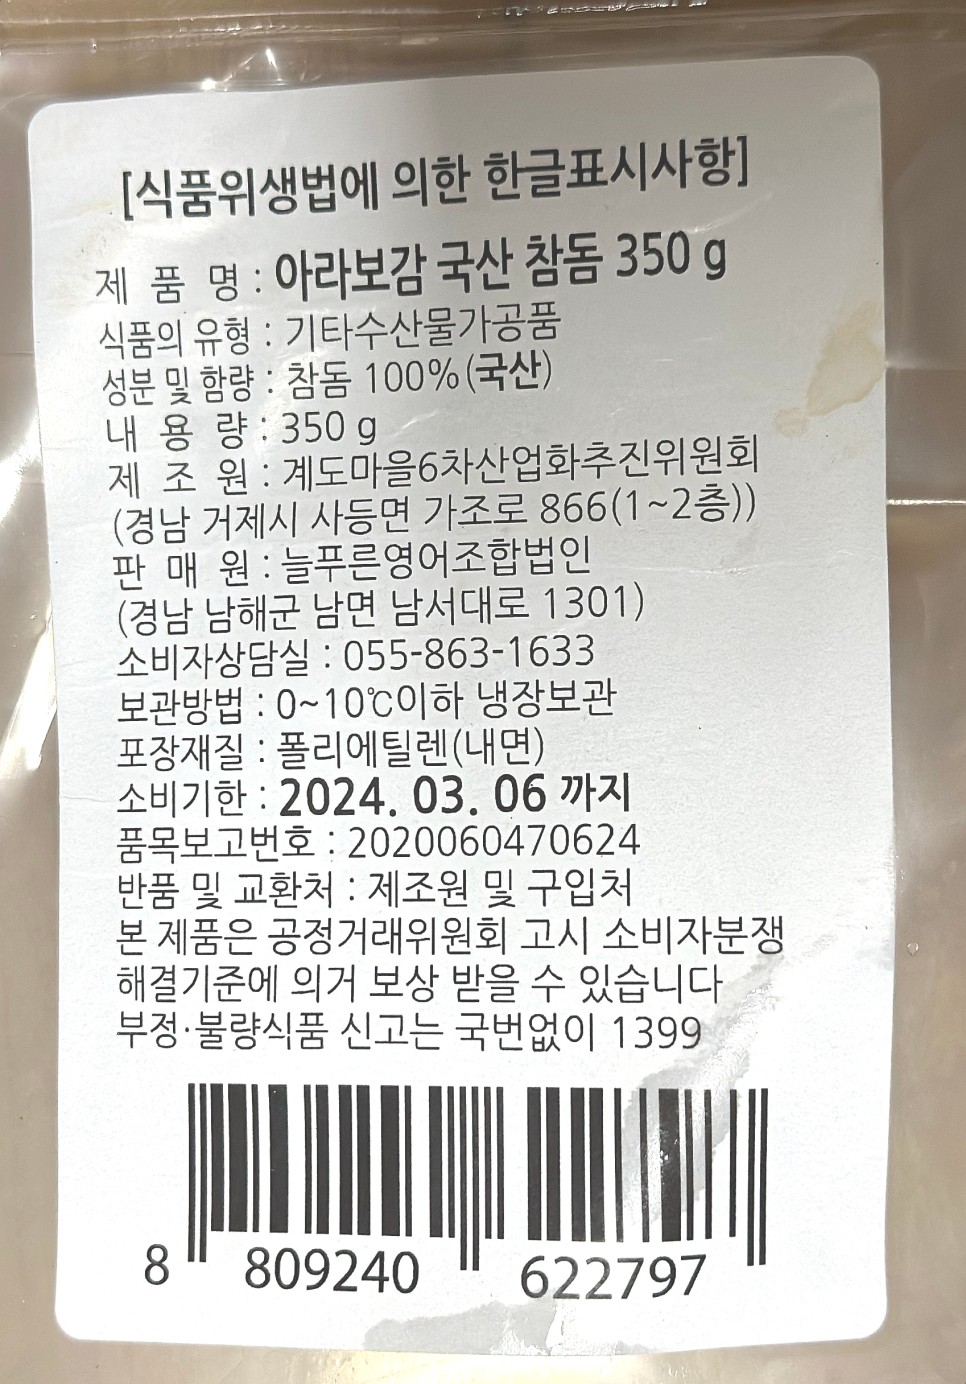 [식품위생법에 의한 한글표시사항]
제 품 명 : 아라보감 국산 참돔 350 g
식품의 유형 : 기타수산물가공품
성분 및 함량 : 참돔 100%(국산)
내 용 량 : 350 g
제 조 원 : 계도마을6차산업화추진위원회
(경남 거제시 사등면 가조로 866(1~2층))
판 매 원 : 늘푸른영어조합법인
(경남 남해군 남면 남서대로 1301)
소비자상담실 : 055-863-1633
보관방법 : 0~10℃이하 냉장보관
포장재질 : 폴리에틸렌(내면)
소비기한 : 2024. 03. 06 까지
품목보고번호 : 2020060470624
반품 및 교환처 : 제조원 및 구입처
본 제품은 공정거래위원회 고시 소비자분쟁
해결기준에 의거 보상 받을 수 있습니다
부정·불량식품 신고는 국번없이 1399
8 809240 622797